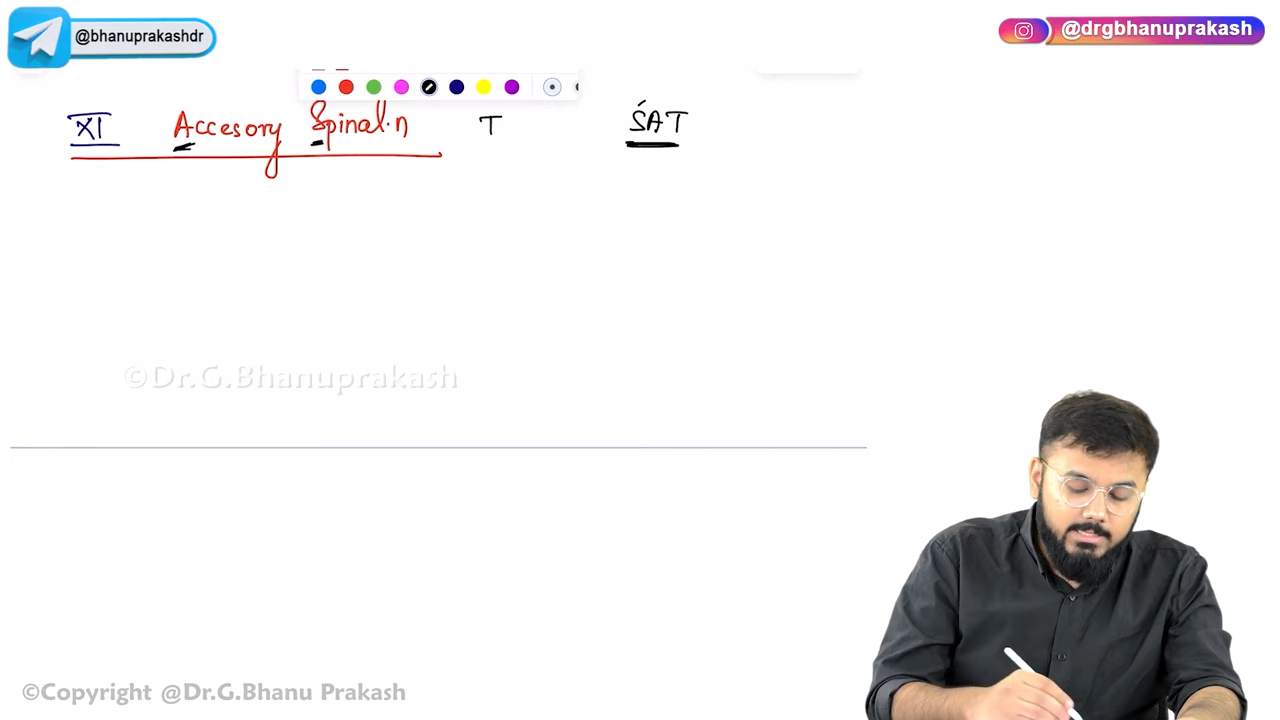 @bhanuprakashdr
@drgbhanuprakash
XI Accesory Spinal.n T SAT
©Dr.G.Bhanuprakash
©Copyright @Dr.G.Bhanu Prakash